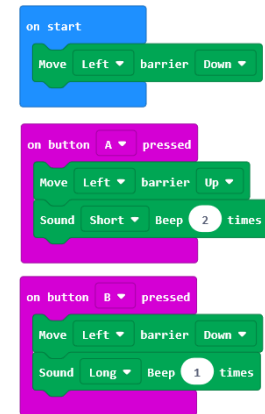 on start
Move Left barrier Down
on button A pressed
Move Left barrier Up
Sound Short Beep 2 times
on button B pressed
Move Left barrier Down
Sound Long Beep 1 times